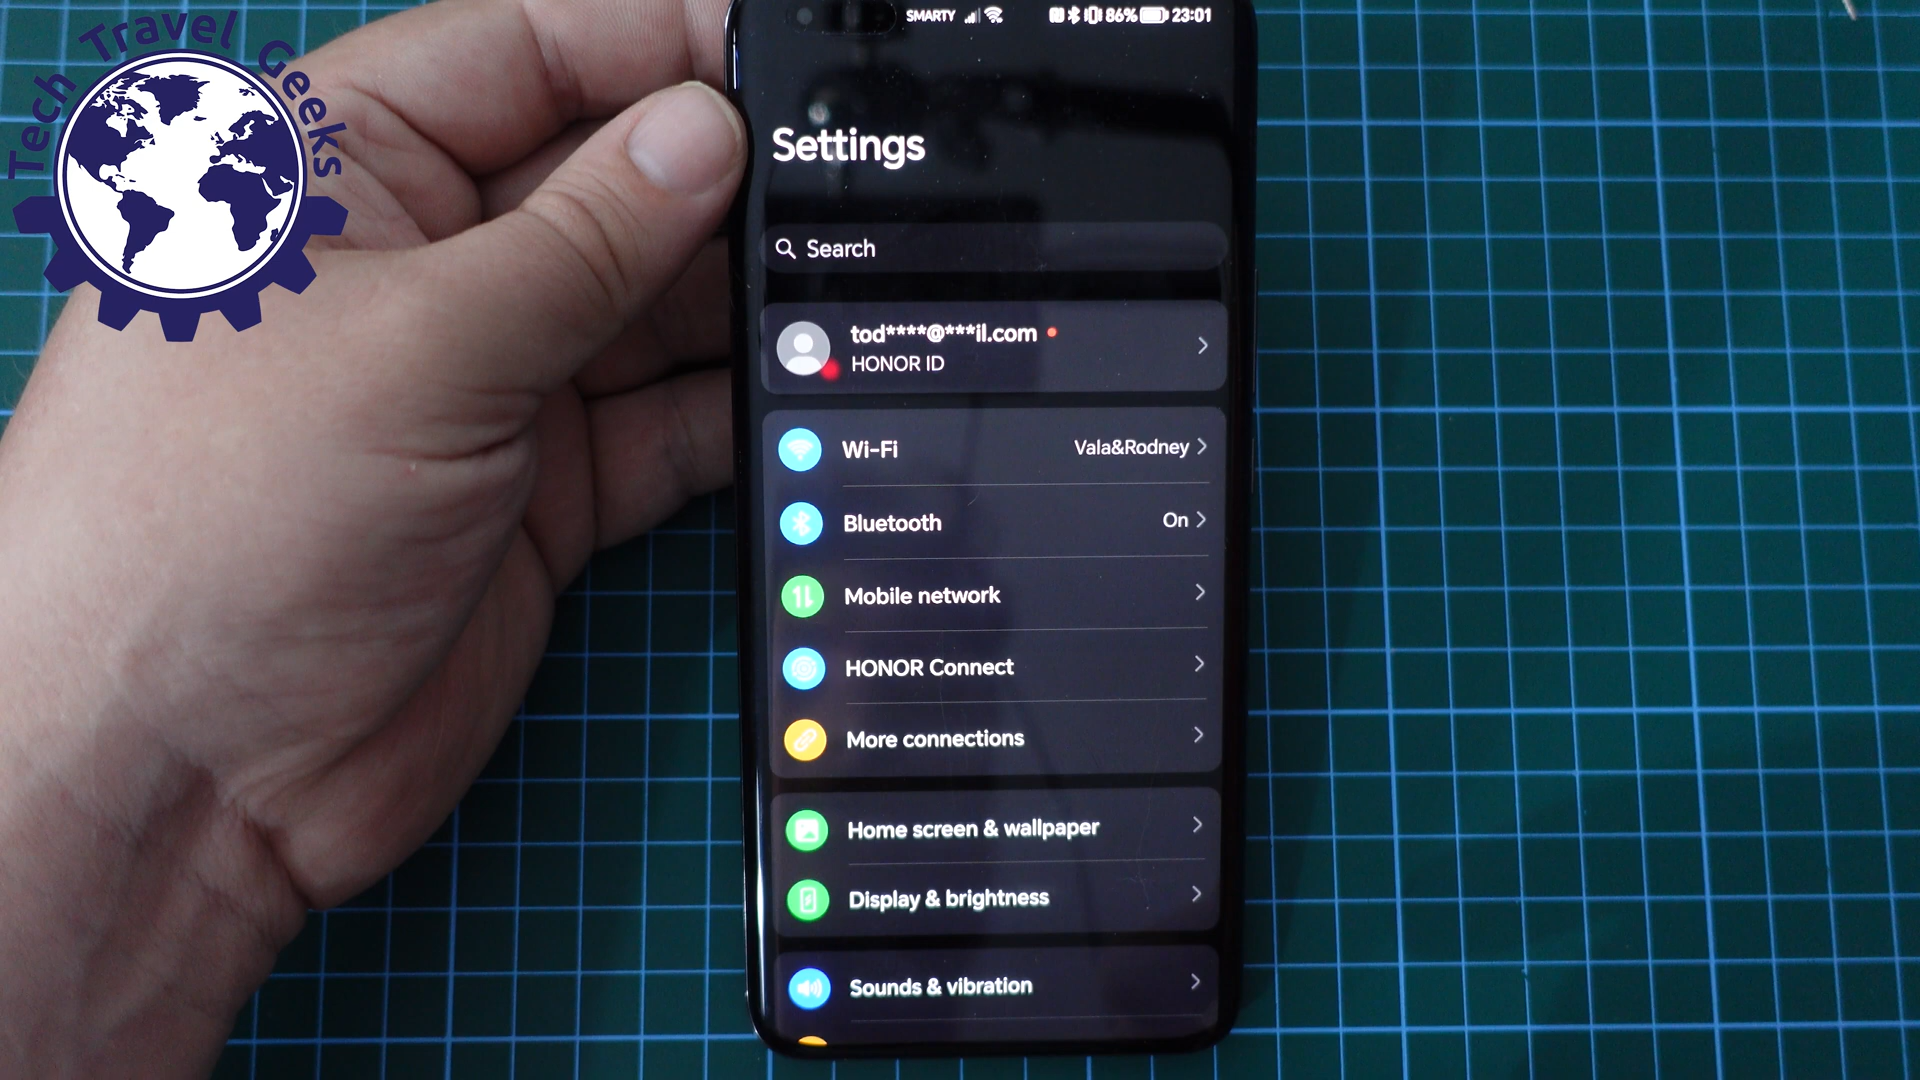 Tech Travel Geeks
SMARTY 86% 23:01
Settings
Search
tod****@***il.com
HONOR ID
Wi-Fi Vala&Rodney
Bluetooth On
Mobile network
HONOR Connect
More connections
Home screen & wallpaper
Display & brightness
Sounds & vibration